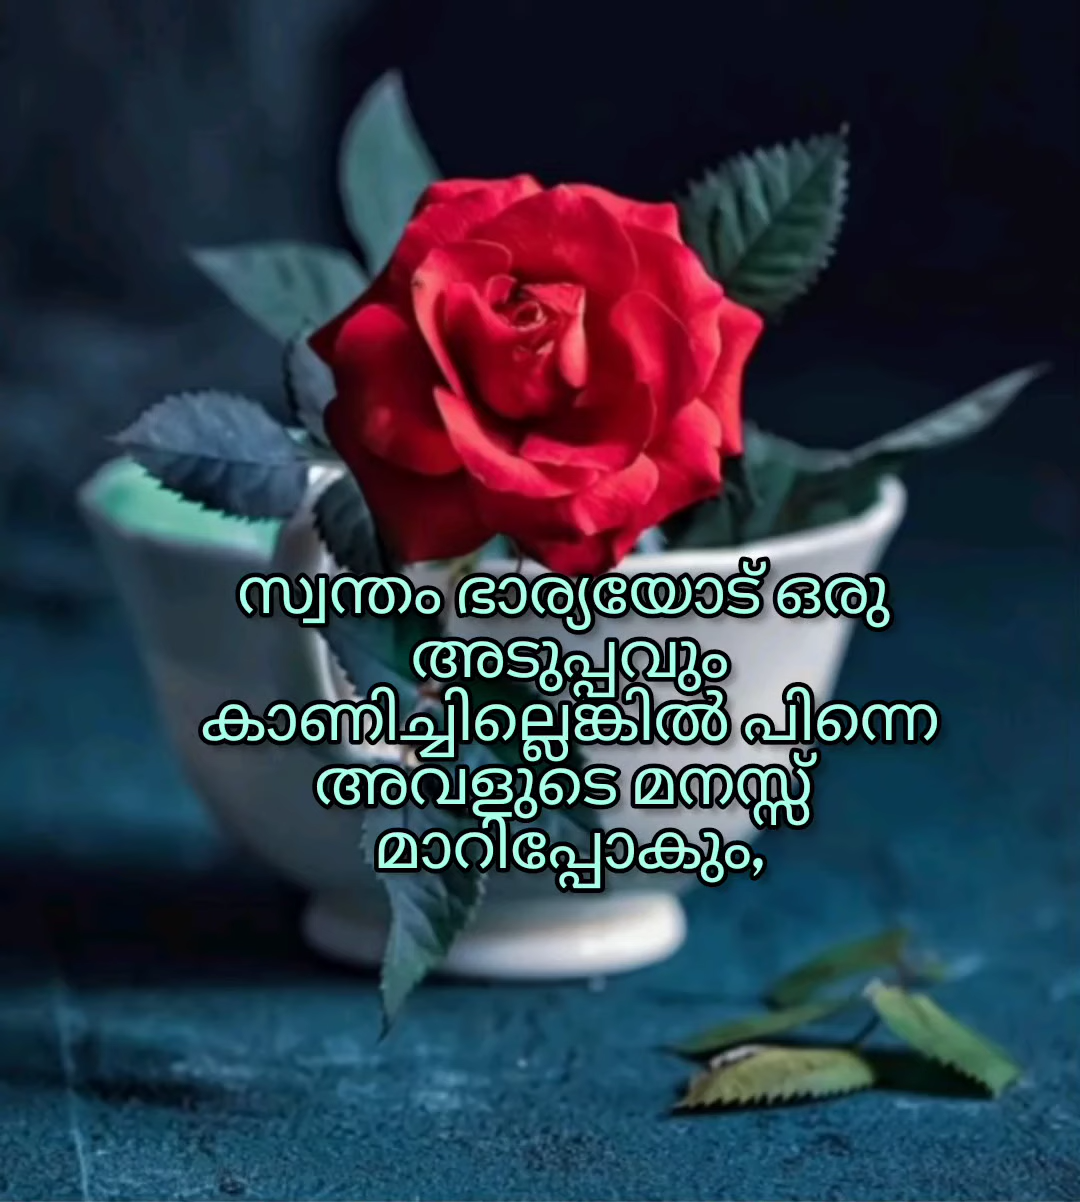 സ്വന്തം ഭാര്യയോട് ഒരു
അടുപ്പവും
കാണിച്ചില്ലെങ്കിൽ പിന്നെ
അവളുടെ മനസ്സ്
മാറിപ്പോകും,